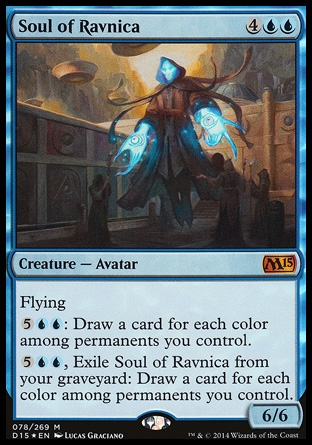 Soul of Ravnica 4
Creature — Avatar M15
Flying
5: Draw a card for each color
among permanents you control.
5, Exile Soul of Ravnica from
your graveyard: Draw a card for each
color among permanents you control.
078/269 M
D15★EN Lucas Graciano
6/6
™ & © 2014 Wizards of the Coast